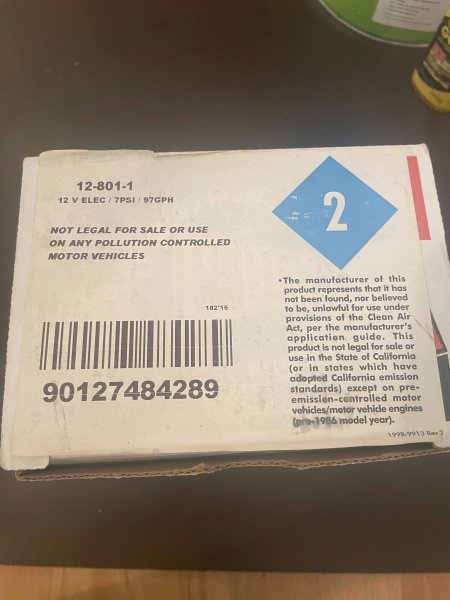 12-801-1
12 V ELEC / 7PSI / 97GPH
NOT LEGAL FOR SALE OR USE
ON ANY POLLUTION CONTROLLED
MOTOR VEHICLES
182'15
90127484289
2
•The manufacturer of this
product represents that it has
not been found, nor believed
to be, unlawful for use under
provisions of the Clean Air
Act, per the manufacturer's
application guide. This
product is not legal for sale or
use in the State of California
(or in states which have
adopted California emission
standards) except on pre-
emission-controlled motor
vehicles/motor vehicle engines
(pre-1986 model year).
199R-9913 Rev 7